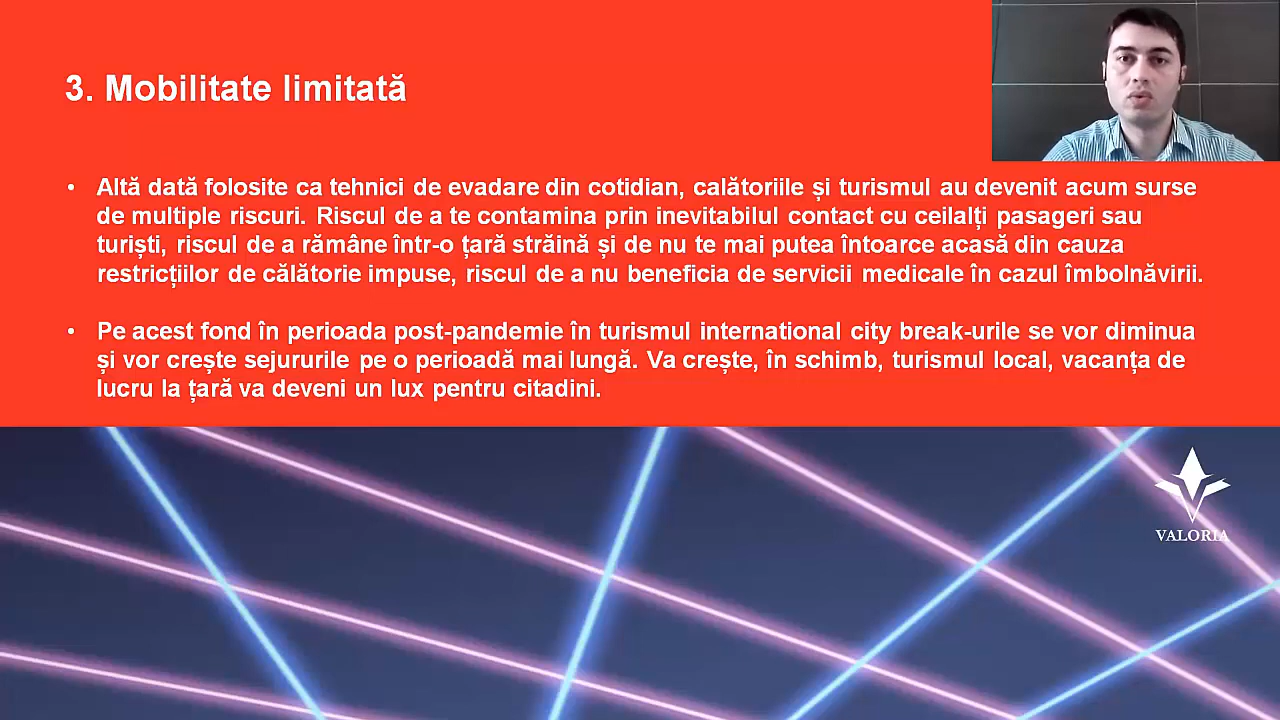 3. Mobilitate limitată
• Altă dată folosite ca tehnici de evadare din cotidian, calătoriile și turismul au devenit acum surse
de multiple riscuri. Riscul de a te contamina prin inevitabilul contact cu ceilalți pasageri sau
turiști, riscul de a rămâne într-o țară străină și de nu te mai putea întoarce acasă din cauza
restricțiilor de călătorie impuse, riscul de a nu beneficia de servicii medicale în cazul îmbolnăvirii.
• Pe acest fond în perioada post-pandemie în turismul international city break-urile se vor diminua
și vor crește sejururile pe o perioadă mai lungă. Va crește, în schimb, turismul local, vacanța de
lucru la țară va deveni un lux pentru citadini.
VALORIA